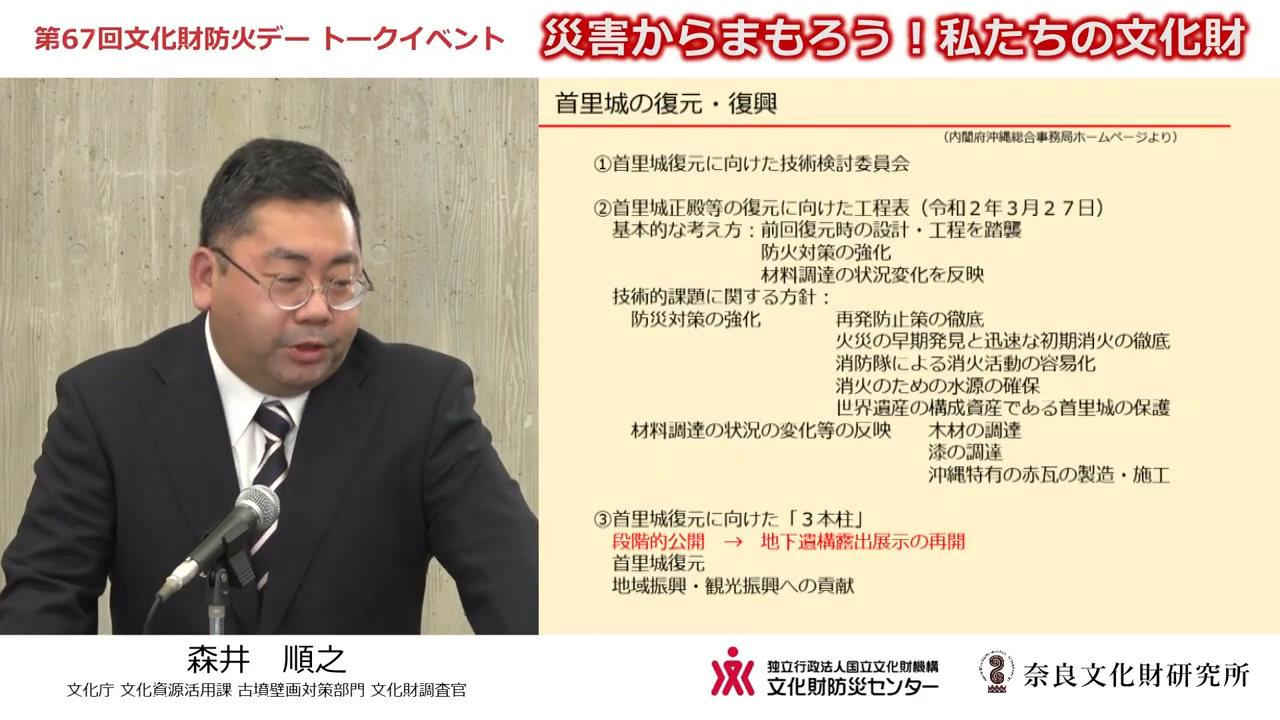 第67回文化財防火デー トークイベント 災害からまもろう！私たちの文化財
首里城の復元・復興
（内閣府沖縄総合事務局ホームページより）
①首里城復元に向けた技術検討委員会
②首里城正殿等の復元に向けた工程表（令和２年３月２７日）
基本的な考え方：前回復元時の設計・工程を踏襲
防火対策の強化
材料調達の状況変化を反映
技術的課題に関する方針：
防災対策の強化 再発防止策の徹底
火災の早期発見と迅速な初期消火の徹底
消防隊による消火活動の容易化
消火のための水源の確保
世界遺産の構成資産である首里城の保護
材料調達の状況の変化等の反映 木材の調達
漆の調達
沖縄特有の赤瓦の製造・施工
③首里城復元に向けた「３本柱」
段階的公開 → 地下遺構露出展示の再開
首里城復元
地域振興・観光振興への貢献
森井 順之
文化庁 文化資源活用課 古墳壁画対策部門 文化財調査官
独立行政法人国立文化財機構
文化財防災センター
奈良文化財研究所